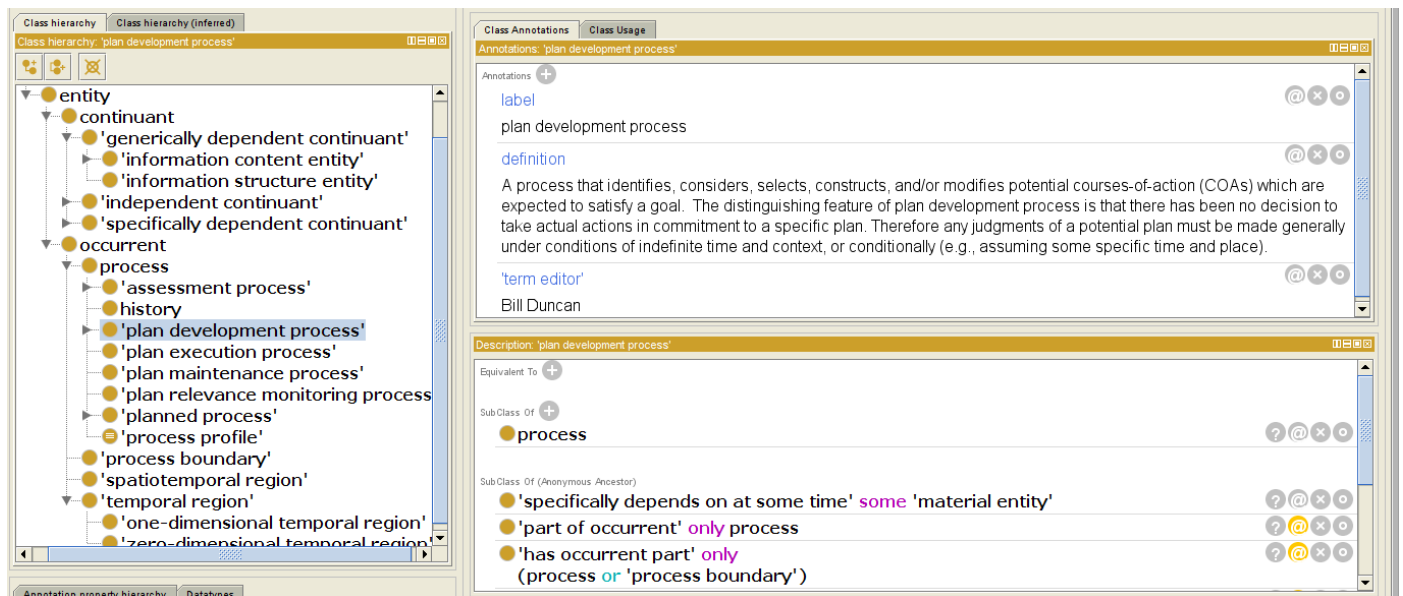 Class hierarchy
Class hierarchy (inferred)
Class hierarchy: 'plan development process'
entity
continuant
'generically dependent continuant'
'information content entity'
'information structure entity'
'independent continuant'
'specifically dependent continuant'
occurrent
process
'assessment process'
history
'plan development process'
'plan execution process'
'plan maintenance process'
'plan relevance monitoring process
'planned process'
'process profile'
'process boundary'
'spatiotemporal region'
'temporal region'
'one-dimensional temporal region'
'zero-dimensional temporal region'
Annotation property hierarchy
Datatypes
Class Annotations
Class Usage
Annotations: 'plan development process'
Annotations
label
plan development process
definition
A process that identifies, considers, selects, constructs, and/or modifies potential courses-of-action (COAs) which are
expected to satisfy a goal.  The distinguishing feature of plan development process is that there has been no decision to
take actual actions in commitment to a specific plan. Therefore any judgments of a potential plan must be made generally
under conditions of indefinite time and context, or conditionally (e.g., assuming some specific time and place).
'term editor'
Bill Duncan
Description: 'plan development process'
Equivalent To
SubClass Of
process
SubClass Of (Anonymous Ancestor)
'specifically depends on at some time' some 'material entity'
'part of occurrent' only process
'has occurrent part' only
(process or 'process boundary')